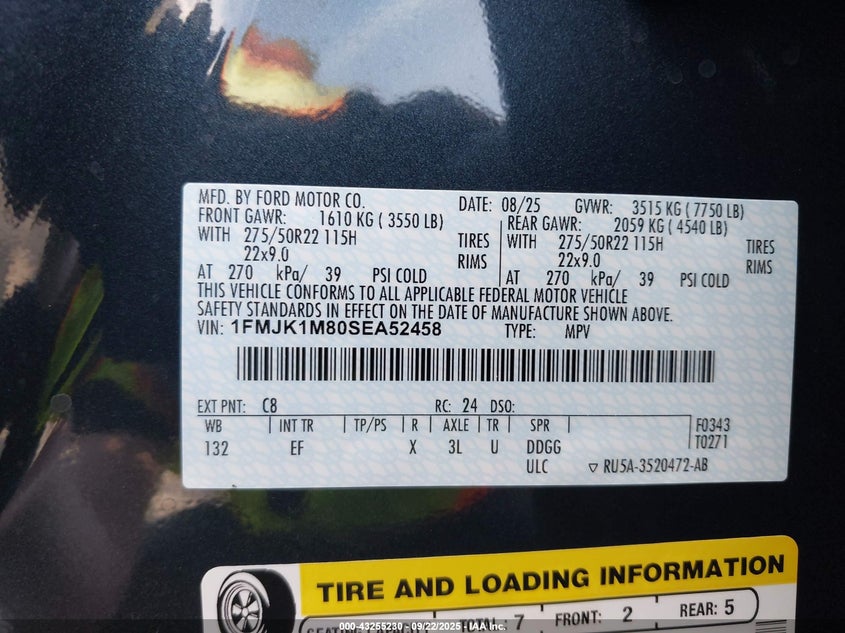 MFD. BY FORD MOTOR CO. DATE: 08/25 GVWR: 3515 KG ( 7750 LB)
FRONT GAWR: 1610 KG ( 3550 LB) REAR GAWR: 2059 KG ( 4540 LB)
WITH 275/50R22 115H TIRES WITH 275/50R22 115H TIRES
22x9.0 RIMS 22x9.0 RIMS
AT 270 kPa/ 39 PSI COLD AT 270 kPa/ 39 PSI COLD
THIS VEHICLE CONFORMS TO ALL APPLICABLE FEDERAL MOTOR VEHICLE
SAFETY STANDARDS IN EFFECT ON THE DATE OF MANUFACTURE SHOWN ABOVE.
VIN: 1FMJK1M80SEA52458 TYPE: MPV
EXT PNT: C8 RC: 24 DSO:
WB INT TR TP/PS R AXLE TR SPR F0343
132 EF X 3L U DDGG T0271
ULC ▽ RU5A-3520472-AB
TIRE AND LOADING INFORMATION
SEATING CAPACITY 7 FRONT: 2 REAR: 5
000-43255230 - 09/22/2025 - IAA Inc.